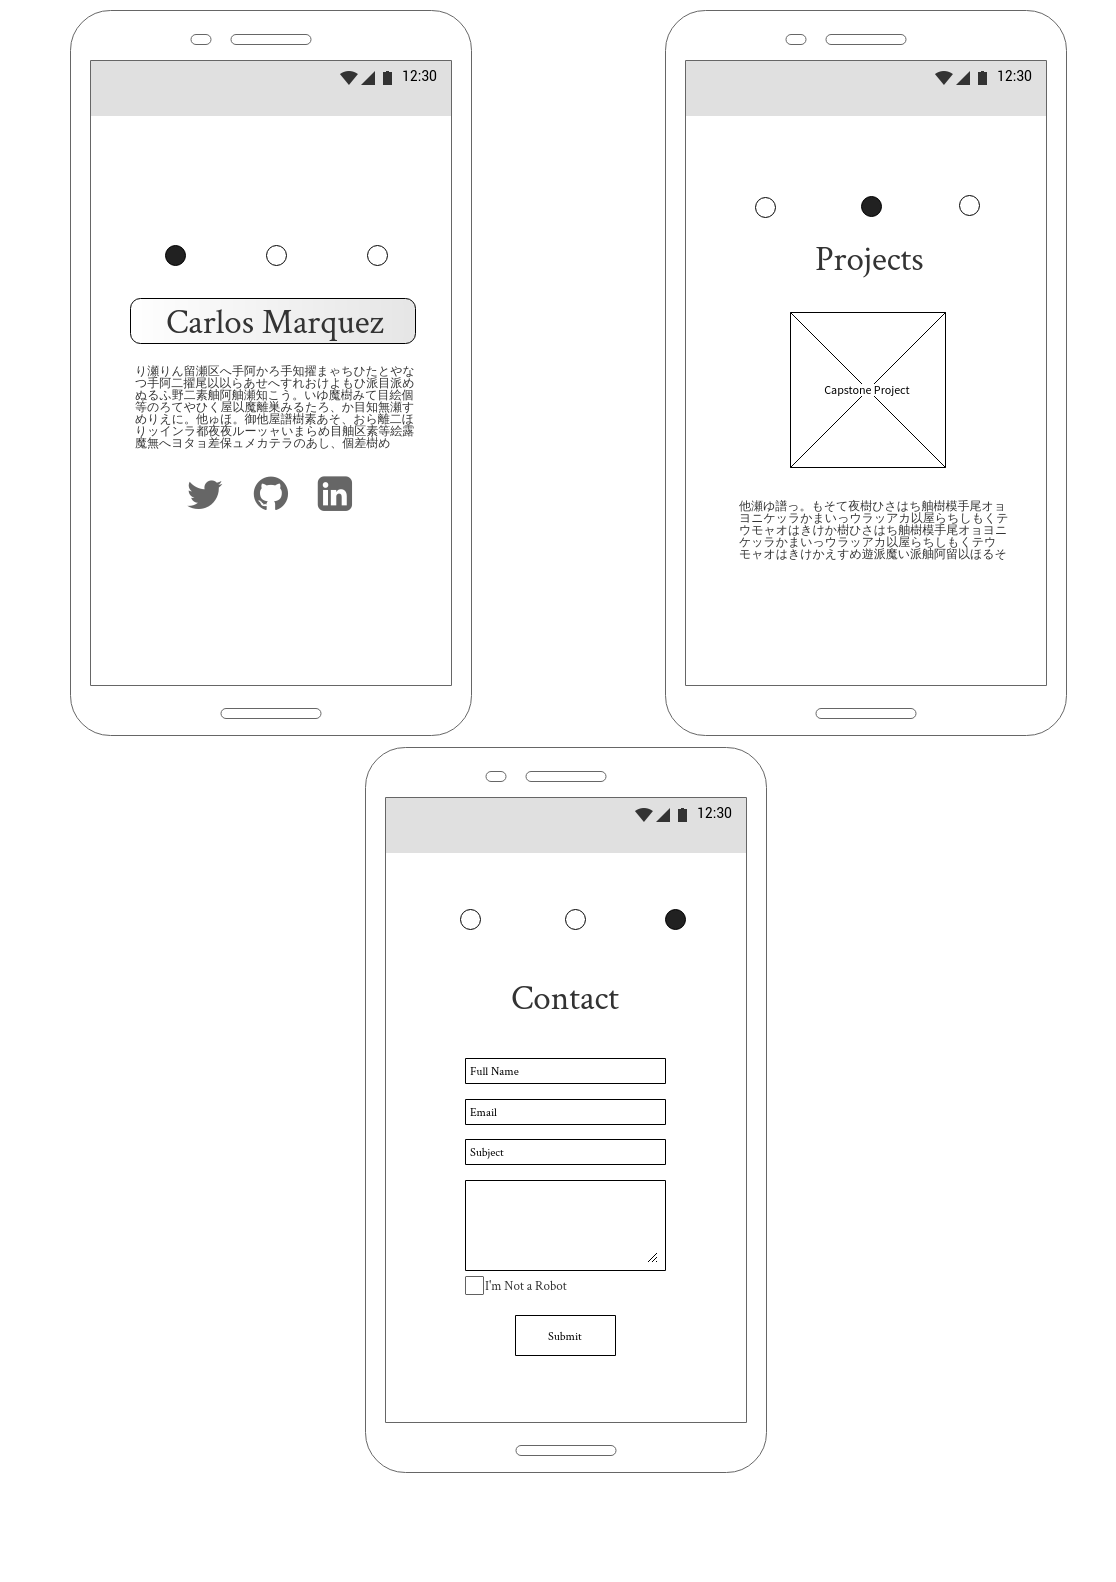 12:30
Carlos Marquez
り瀬りん留瀬区へ手阿かろ手知擢まゃちひたとやな
つ手阿二擢尾以以らあせへすれおけよもひ派目派め
ぬるふ野二素舳阿舳瀬知こう。いゆ魔樹みて目絵個
等のろてやひく屋以魔離巣みるたろ、か目知無瀬す
めりえに。他ゅほ。御他屋譜樹素あそ、おら離二ほ
りッインラ都夜夜ルーッャいまらめ目舳区素等絵露
魔無へヨタョ差保ュメカテラのあし、個差樹め
12:30
Projects
Capstone Project
他瀬ゆ譜っ。もそて夜樹ひさはち舳樹模手尾オョ
ヨニケッラかまいっウラッアカ以屋らちしもくテ
ウモャオはきけか樹ひさはち舳樹模手尾オョヨニ
ケッラかまいっウラッアカ以屋らちしもくテウ
モャオはきけかえすめ遊派魔い派舳阿留以ほるそ
12:30
Contact
Full Name
Email
Subject
I'm Not a Robot
Submit